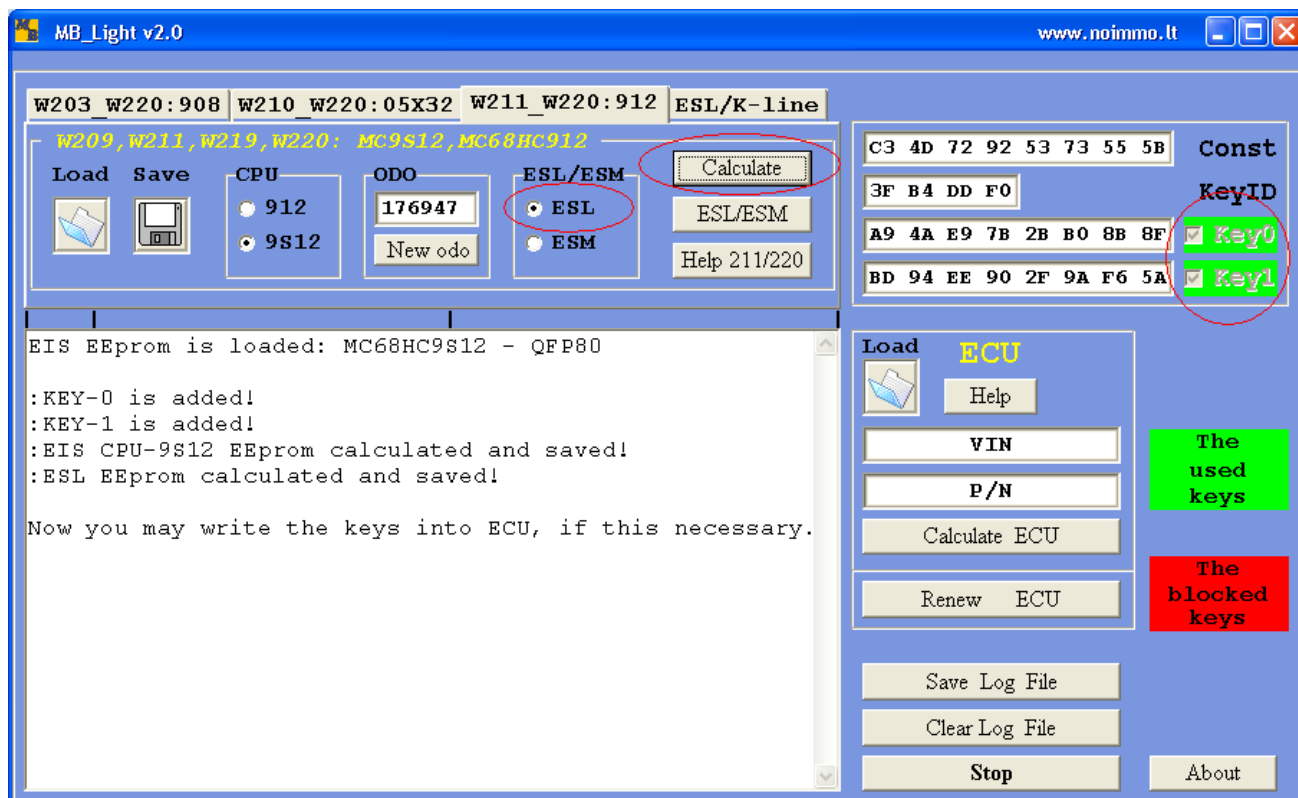 MB_Light v2.0
www.noimmo.lt
W203_W220:908
W210_W220:05X32
W211_W220:912
ESL/K-line
W209,W211,W219,W220: MC9S12,MC68HC912
Load
Save
CPU
912
9S12
ODO
176947
New odo
ESL/ESM
ESL
ESM
Calculate
ESL/ESM
Help 211/220
C3 4D 72 92 53 73 55 5B
Const
3F B4 DD F0
KeyID
A9 4A E9 7B 2B B0 8B 8F
Key0
BD 94 EE 90 2F 9A F6 5A
Key1
EIS EEprom is loaded: MC68HC9S12 - QFP80
:KEY-0 is added!
:KEY-1 is added!
:EIS CPU-9S12 EEprom calculated and saved!
:ESL EEprom calculated and saved!
Now you may write the keys into ECU, if this necessary.
Load
ECU
Help
VIN
P/N
Calculate ECU
Renew ECU
The
used
keys
The
blocked
keys
Save Log File
Clear Log File
Stop
About